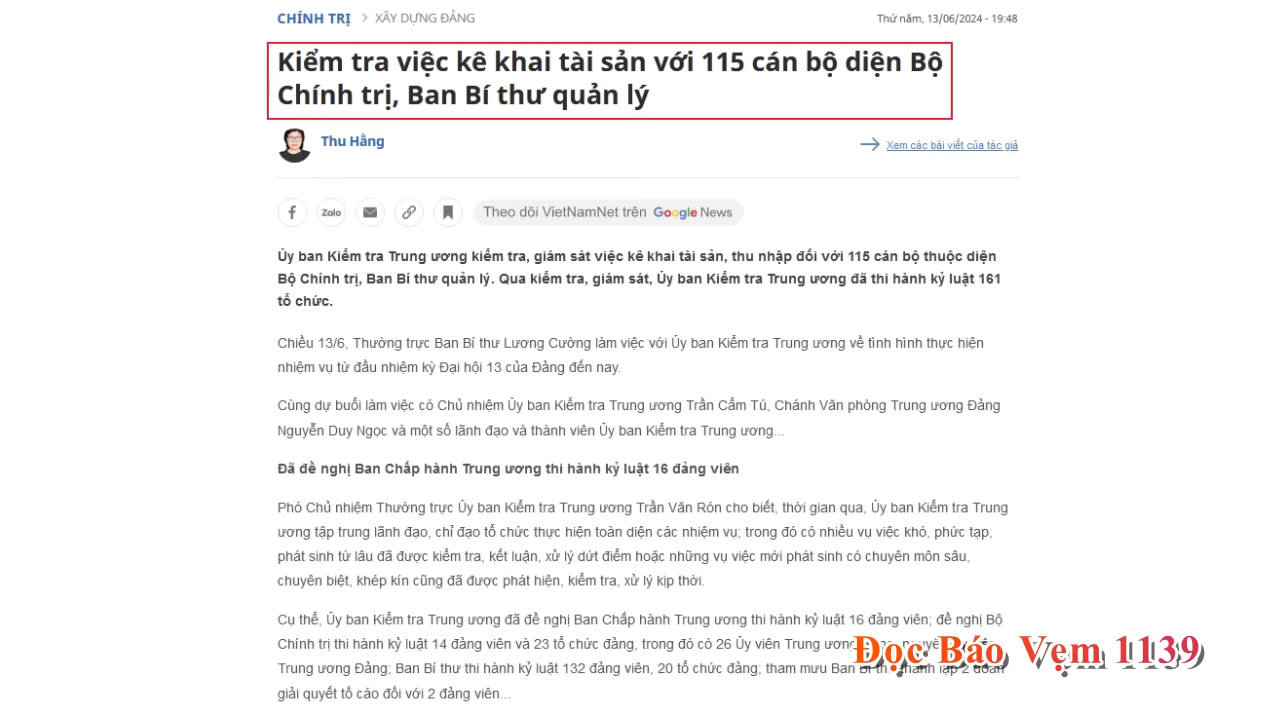 CHÍNH TRỊ > XÂY DỰNG ĐẢNG
Thứ năm, 13/06/2024 - 19:48
Kiểm tra việc kê khai tài sản với 115 cán bộ diện Bộ
Chính trị, Ban Bí thư quản lý
Thu Hằng
Xem các bài viết của tác giả
Zalo
Theo dõi VietNamNet trên Google News
Ủy ban Kiểm tra Trung ương kiểm tra, giám sát việc kê khai tài sản, thu nhập đối với 115 cán bộ thuộc diện
Bộ Chính trị, Ban Bí thư quản lý. Qua kiểm tra, giám sát, Ủy ban Kiểm tra Trung ương đã thi hành kỷ luật 161
tổ chức.
Chiều 13/6, Thường trực Ban Bí thư Lương Cường làm việc với Ủy ban Kiểm tra Trung ương về tình hình thực hiện
nhiệm vụ từ đầu nhiệm kỳ Đại hội 13 của Đảng đến nay.
Cùng dự buổi làm việc có Chủ nhiệm Ủy ban Kiểm tra Trung ương Trần Cẩm Tú, Chánh Văn phòng Trung ương Đảng
Nguyễn Duy Ngọc và một số lãnh đạo và thành viên Ủy ban Kiểm tra Trung ương...
Đã đề nghị Ban Chấp hành Trung ương thi hành kỷ luật 16 đảng viên
Phó Chủ nhiệm Thường trực Ủy ban Kiểm tra Trung ương Trần Văn Rón cho biết, thời gian qua, Ủy ban Kiểm tra Trung
ương tập trung lãnh đạo, chỉ đạo tổ chức thực hiện toàn diện các nhiệm vụ; trong đó có nhiều vụ việc khó, phức tạp,
phát sinh từ lâu đã được kiểm tra, kết luận, xử lý dứt điểm hoặc những vụ việc mới phát sinh có chuyên môn sâu,
chuyên biệt, khép kín cũng đã được phát hiện, kiểm tra, xử lý kịp thời.
Cụ thể, Ủy ban Kiểm tra Trung ương đã đề nghị Ban Chấp hành Trung ương thi hành kỷ luật 16 đảng viên; đề nghị Bộ
Chính trị thi hành kỷ luật 14 đảng viên và 23 tổ chức đảng, trong đó có 26 Ủy viên Trung ương
Trung ương Đảng; Ban Bí thư thi hành kỷ luật 132 đảng viên, 20 tổ chức đảng; tham mưu Ban Bí thành lập 2 đoàn
giải quyết tố cáo đối với 2 đảng viên...
Đọc Báo Vẹm 1139